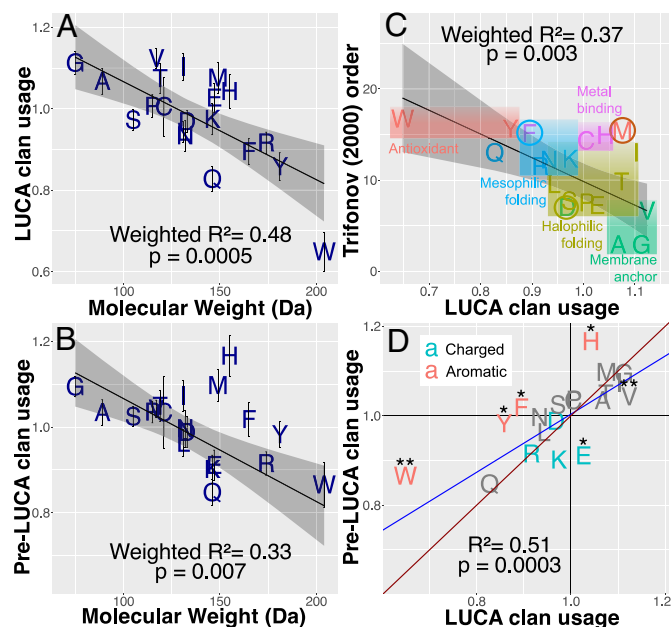 A
1.2
1.0
0.8
0.6
LUCA clan usage
G
A
S
V
T
P
C
I
N
D
M
H
E
K
Q
F
R
Y
W
Weighted R²= 0.48
p = 0.0005
100
150
200
Molecular Weight (Da)
C
Weighted R²= 0.37
p = 0.003
20
10
0
Trifonov (2000) order
Metal
binding
W
Y
F
C
H
M
Antioxidant
Q
R
N
K
I
Mesophilic
folding
T
L
S
D
P
E
V
Halophilic
folding
A
G
Membrane
anchor
0.7
0.8
0.9
1.0
1.1
LUCA clan usage
B
1.2
1.0
0.8
Pre-LUCA clan usage
G
A
S
P
V
T
C
I
L
N
D
M
H
E
K
Q
F
R
Y
W
Weighted R²= 0.33
p = 0.007
100
150
200
Molecular Weight (Da)
D
a Charged
a Aromatic
1.2
1.0
0.8
Pre-LUCA clan usage
*
H
M
G
**
A
V
*
F
*
Y
S
N
D
L
R
K
*
E
**
W
Q
R²= 0.51
p = 0.0003
0.8
1.0
1.2
LUCA clan usage